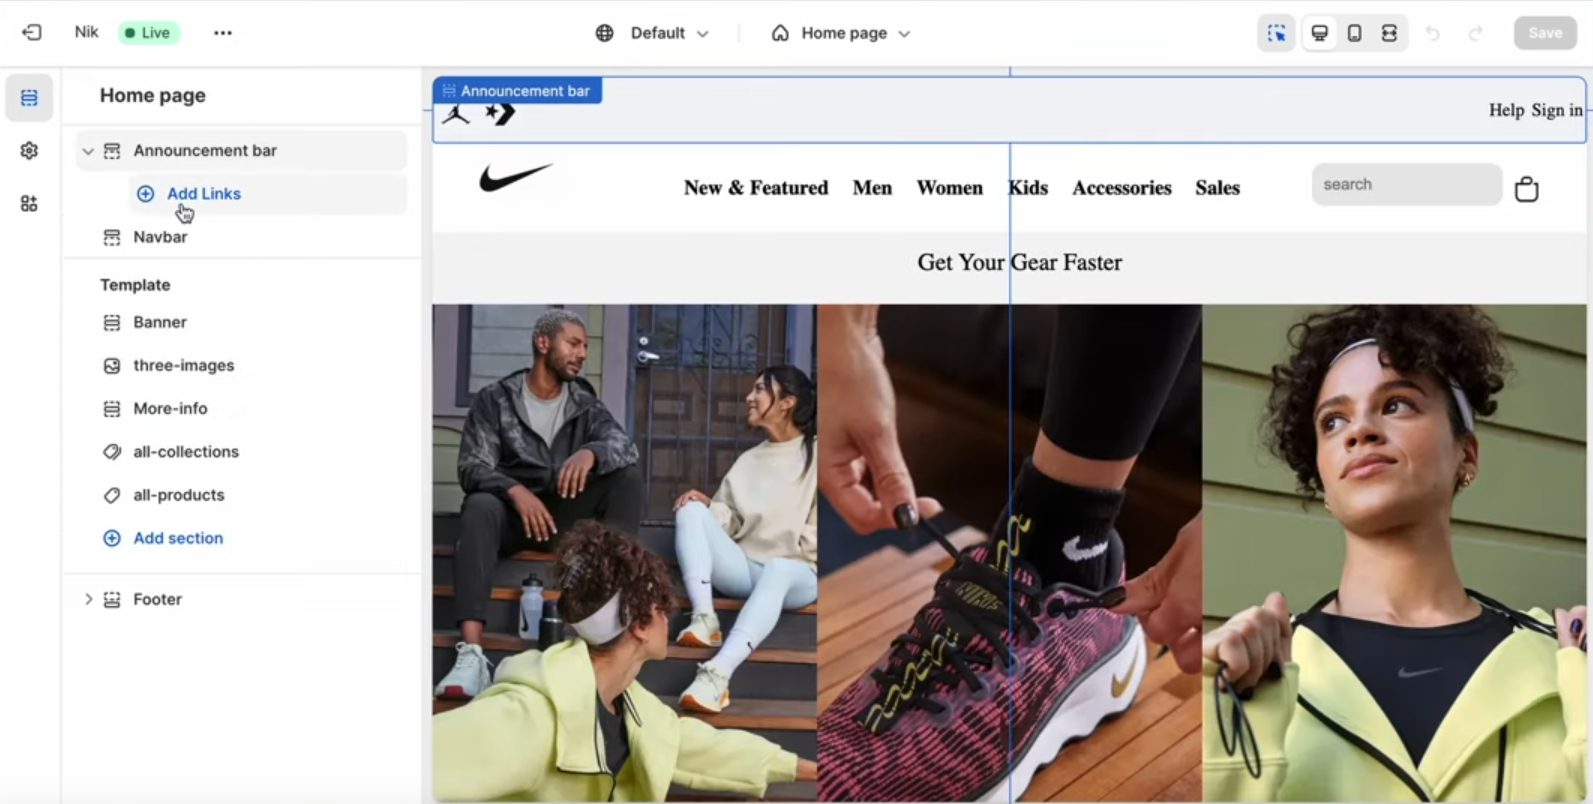 Nik
Live
Default
Home page
Save
Home page
Announcement bar
Add Links
Navbar
Template
Banner
three-images
More-info
all-collections
all-products
Add section
Footer
Announcement bar
Help Sign in
New & Featured Men Women Kids Accessories Sales
search
Get Your Gear Faster
NIKE